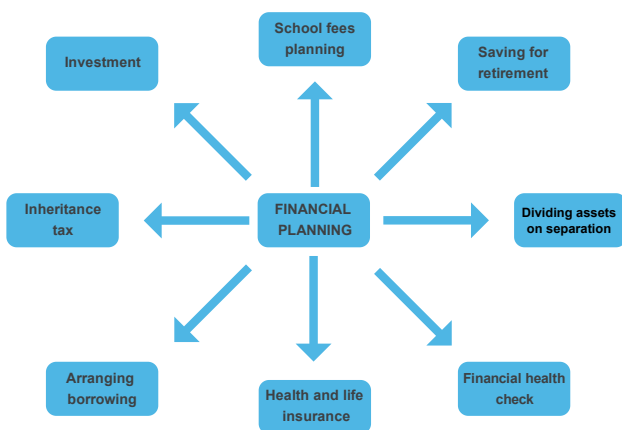 School fees
planning
Investment
Saving for
retirement
Inheritance
tax
FINANCIAL
PLANNING
Dividing assets
on separation
Arranging
borrowing
Health and life
insurance
Financial health
check